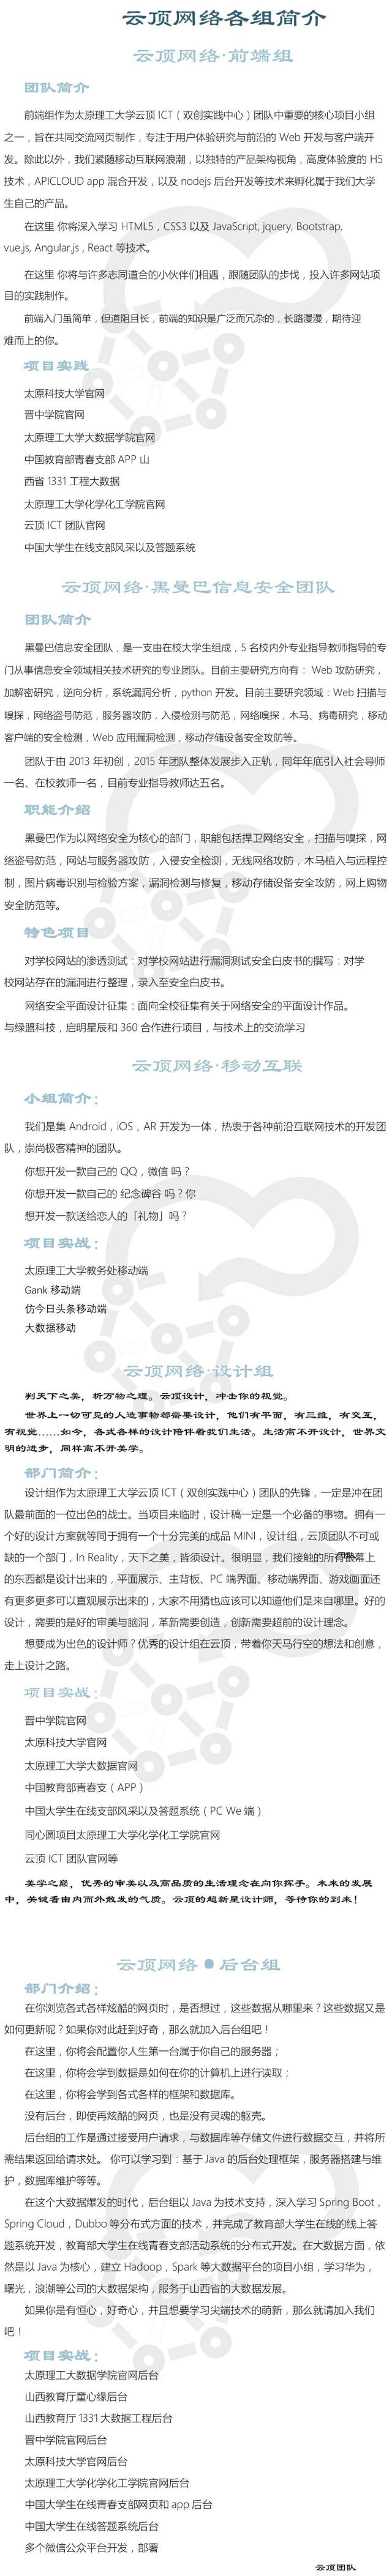 云顶网络各组简介
云顶网络·前端组
团队简介
前端组作为太原理工大学云顶 ICT（双创实践中心）团队中重要的核心项目小组
之一，旨在共同交流网页制作，专注于用户体验研究与前沿的 Web 开发与客户端开
发。除此以外，我们紧随移动互联网浪潮，以独特的产品架构视角，高度体验度的 H5
技术，APICLOUD app 混合开发，以及 nodejs 后台开发等技术来孵化属于我们大学
生自己的产品。
在这里 你将深入学习 HTML5，CSS3 以及 JavaScript, jquery, Bootstrap,
vue.js, Angular.js , React 等技术。
在这里 你将与许多志同道合的小伙伴们相遇，跟随团队的步伐，投入许多网站项
目的实践制作。
前端入门虽简单，但道阻且长，前端的知识是广泛而冗杂的，长路漫漫，期待迎
难而上的你。
项目实践
太原科技大学官网
晋中学院官网
太原理工大学大数据学院官网
中国教育部青春支部 APP 山
西省 1331 工程大数据
太原理工大学化学化工学院官网
云顶 ICT 团队官网
中国大学生在线支部风采以及答题系统
云顶网络·黑曼巴信息安全团队
团队简介
黑曼巴信息安全团队，是一支由在校大学生组成，5 名校内外专业指导教师指导的专
门从事信息安全领域相关技术研究的专业团队。目前主要研究方向有： Web 攻防研究，
加解密研究，逆向分析，系统漏洞分析，python 开发。目前主要研究领域：Web 扫描与
嗅探，网络盗号防范，服务器攻防，入侵检测与防范，网络嗅探，木马、病毒研究，移动
客户端的安全检测，Web 应用漏洞检测，移动存储设备安全攻防等。
团队于由 2013 年初创，2015 年团队整体发展步入正轨，同年年底引入社会导师
一名、在校教师一名，目前专业指导教师达五名。
职能介绍
黑曼巴作为以网络安全为核心的部门，职能包括捍卫网络安全，扫描与嗅探，网
络盗号防范，网站与服务器攻防，入侵安全检测，无线网络攻防，木马植入与远程控
制，图片病毒识别与检验方案，漏洞检测与修复，移动存储设备安全攻防，网上购物
安全防范等。
特色项目
对学校网站的渗透测试：对学校网站进行漏洞测试安全白皮书的撰写：对学
校网站存在的漏洞进行整理，录入至安全白皮书。
网络安全平面设计征集：面向全校征集有关于网络安全的平面设计作品。
与绿盟科技，启明星辰和 360 合作进行项目，与技术上的交流学习
云顶网络·移动互联
小组简介：
我们是集 Android，iOS，AR 开发为一体，热衷于各种前沿互联网技术的开发团
队，崇尚极客精神的团队。
你想开发一款自己的 QQ，微信 吗？
你想开发一款自己的 纪念碑谷 吗？你
想开发一款送给恋人的「礼物」吗？
项目实战：
太原理工大学教务处移动端
Gank 移动端
仿今日头条移动端
大数据移动
云顶网络·设计组
判天下之美，析万物之理。云顶设计，冲击你的视觉。
世界上一切可见的人造事物都需要设计，他们有平面，有三维，有交互，
有视觉……如今，各式各样的设计陪伴着我们生活。生活离不开设计，世界文
明的进步，同样离不开美学。
部门简介：
设计组作为太原理工大学云顶 ICT（双创实践中心）团队的先锋，一定是冲在团
队最前面的一位出色的战士。当项目来临时，设计稿一定是一个必备的事物。拥有一
个好的设计方案就等同于拥有一个十分完美的成品 MINI，设计组，云顶团队不可或
缺的一个部门，In Reality，天下之美，皆须设计。很明显，我们接触的所有屏幕上
的东西都是设计出来的，平面展示、主背板、PC 端界面、移动端界面、游戏画面还
有更多更多可以直观展示出来的，大家不用猜也应该可以知道他们是来自哪里。好的
设计，需要的是好的审美与脑洞，革新需要创造，创新需要超前的设计理念。
想要成为出色的设计师？优秀的设计组在云顶，带着你天马行空的想法和创意，
走上设计之路。
项目实战：
晋中学院官网
太原科技大学官网
太原理工大学大数据官网
中国教育部青春支（APP）
中国大学生在线支部风采以及答题系统（PC We 端）
同心圆项目太原理工大学化学化工学院官网
云顶 ICT 团队官网等
美学之巅，优秀的审美以及高品质的生活理念在向你挥手。未来的发展
中，关键看由内而外散发的气质。云顶的超新星设计师，等待你的到来！
云顶网络●后台组
部门介绍：
在你浏览各式各样炫酷的网页时，是否想过，这些数据从哪里来？这些数据又是
如何更新呢？如果你对此赶到好奇，那么就加入后台组吧！
在这里，你将会配置你人生第一台属于你自己的服务器；
在这里，你将会学到数据是如何在你的计算机上进行读取；
在这里，你将会学到各式各样的框架和数据库。
没有后台，即使再炫酷的网页，也是没有灵魂的躯壳。
后台组的工作是通过接受用户请求，与数据库等存储文件进行数据交互，并将所
需结果返回给请求处。 你可以学习到：基于 Java 的后台处理框架，服务器搭建与维
护，数据库维护等等。
在这个大数据爆发的时代，后台组以 Java 为技术支持，深入学习 Spring Boot，
Spring Cloud，Dubbo 等分布式方面的技术，并完成了教育部大学生在线的线上答
题系统开发，教育部大学生在线青春支部活动系统的分布式开发。在大数据方面，依
然是以 Java 为核心，建立 Hadoop，Spark 等大数据平台的项目小组，学习华为，
曙光，浪潮等公司的大数据架构，服务于山西省的大数据发展。
如果你是有恒心，好奇心，并且想要学习尖端技术的萌新，那么就请加入我们
吧！
项目实战：
太原理工大数据学院官网后台
山西教育厅童心缘后台
山西教育厅 1331 大数据工程后台
晋中学院官网后台
太原科技大学官网后台
太原理工大学化学化工学院官网后台
中国大学生在线青春支部网页和 app 后台
中国大学生在线答题系统后台
多个微信公众平台开发，部署
云顶团队